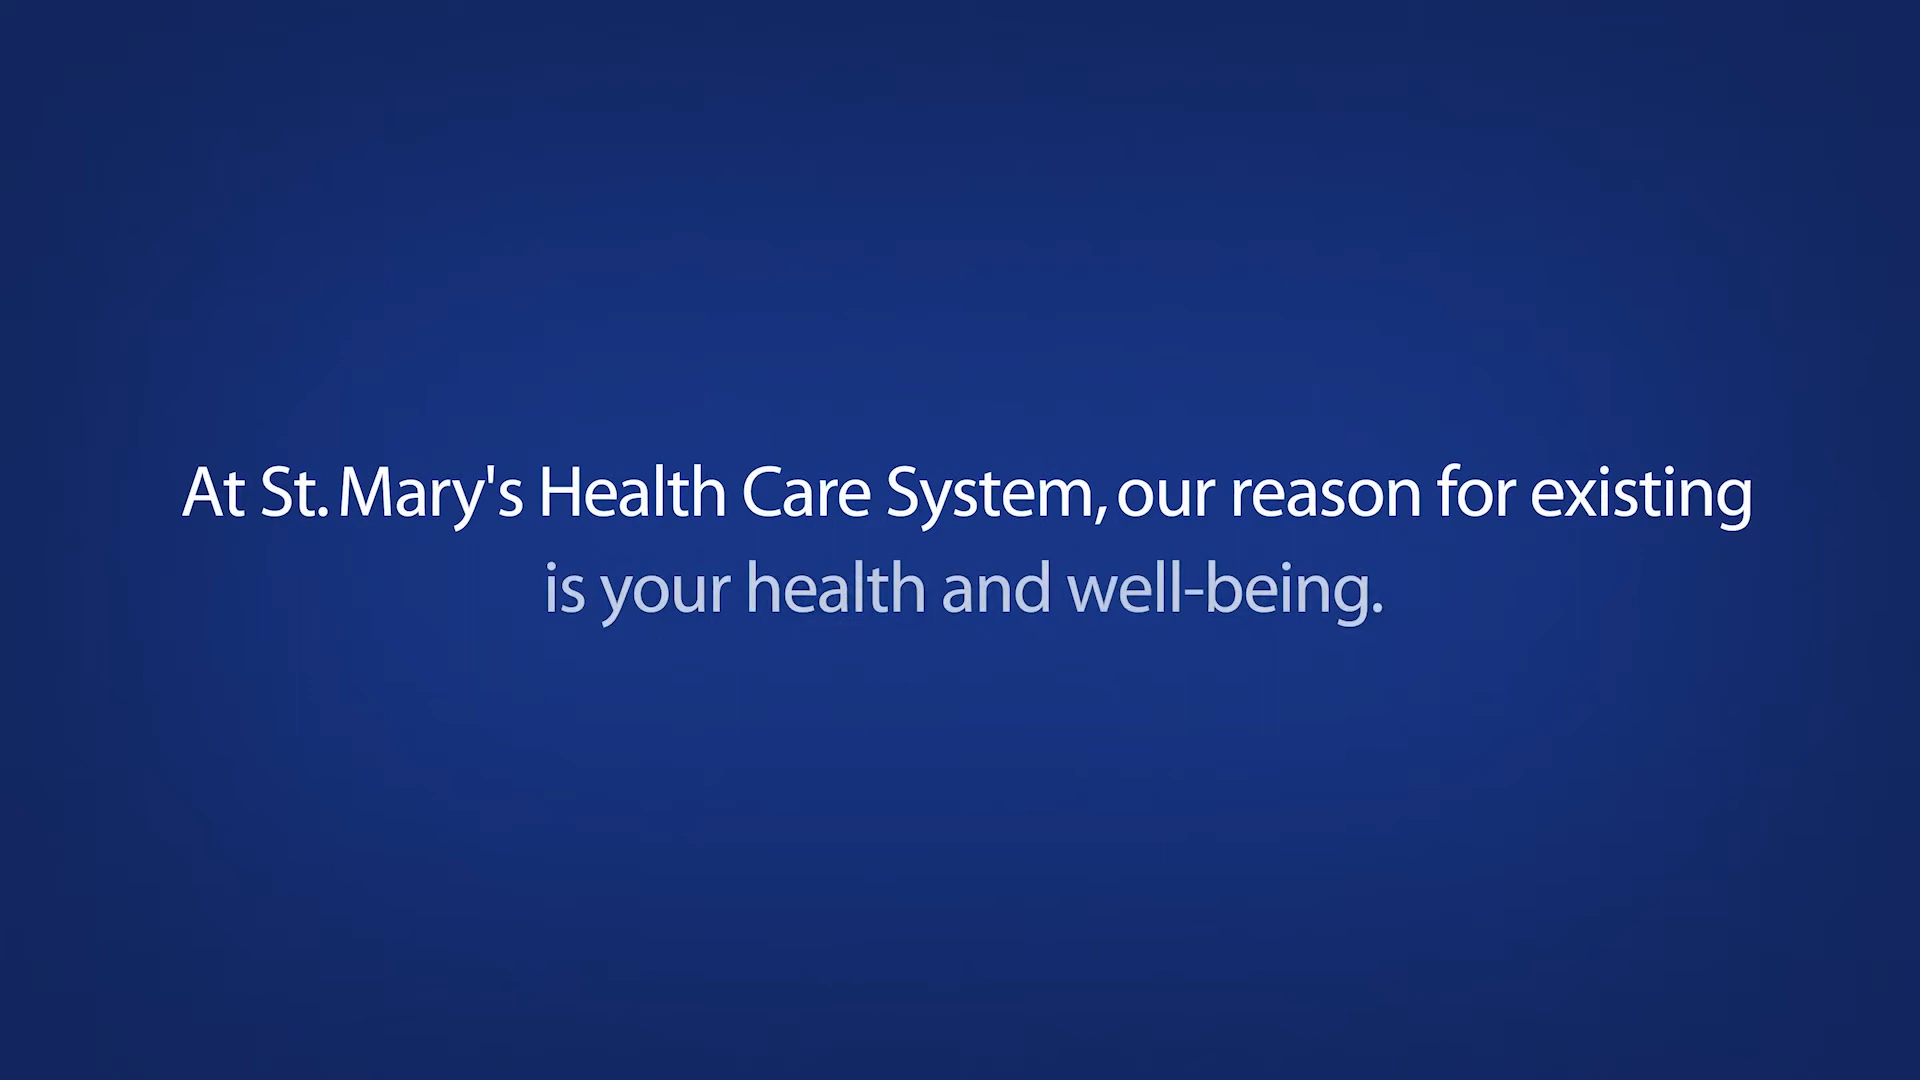 At St. Mary's Health Care System, our reason for existing
is your health and well-being.